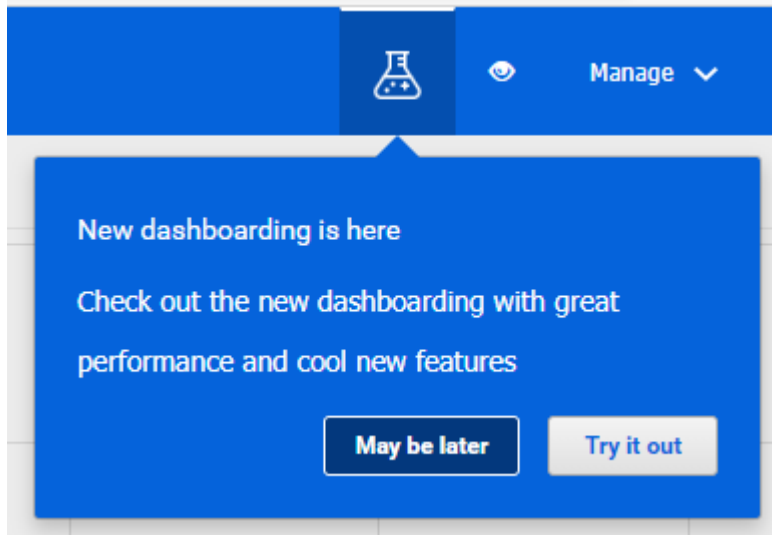 Manage
New dashboarding is here
Check out the new dashboarding with great
performance and cool new features
May be later
Try it out